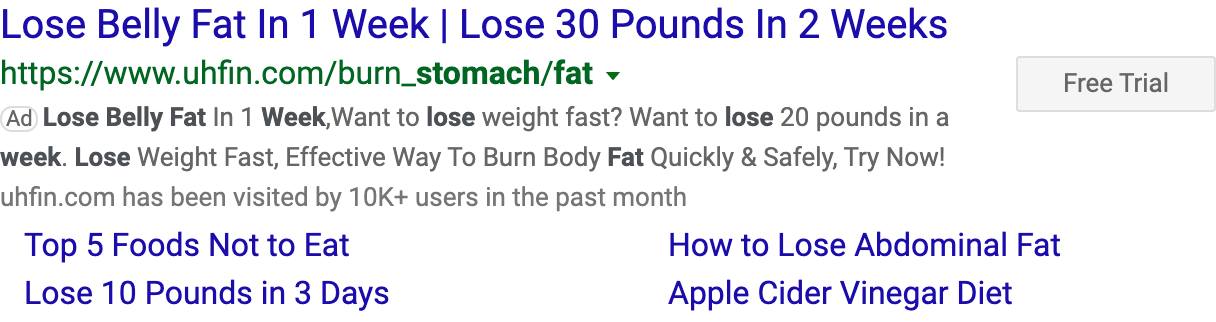 Lose Belly Fat In 1 Week | Lose 30 Pounds In 2 Weeks
https://www.uhfin.com/burn_stomach/fat
Free Trial
Ad Lose Belly Fat In 1 Week,Want to lose weight fast? Want to lose 20 pounds in a
week. Lose Weight Fast, Effective Way To Burn Body Fat Quickly & Safely, Try Now!
uhfin.com has been visited by 10K+ users in the past month
Top 5 Foods Not to Eat
How to Lose Abdominal Fat
Lose 10 Pounds in 3 Days
Apple Cider Vinegar Diet